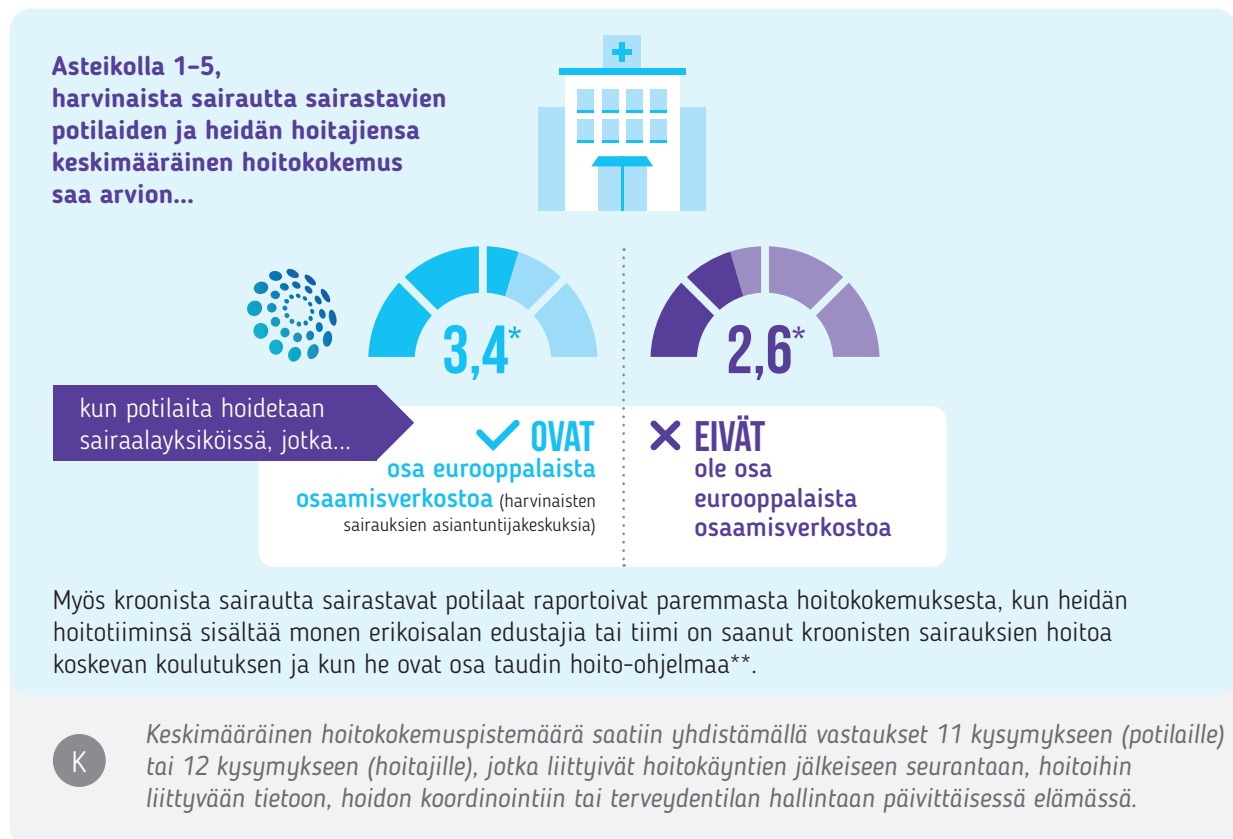 Asteikolla 1–5,
harvinaista sairautta sairastavien
potilaiden ja heidän hoitajiensa
keskimääräinen hoitokokemus
saa arvion...
3,4*
2,6*
kun potilaita hoidetaan
sairaalayksiköissä, jotka...
OVAT
osa eurooppalaista
osaamisverkostoa (harvinaisten
sairauksien asiantuntijakeskuksia)
EIVÄT
ole osa
eurooppalaista
osaamisverkostoa
Myös kroonista sairautta sairastavat potilaat raportoivat paremmasta hoitokokemuksesta, kun heidän
hoitotiiminsä sisältää monen erikoisalan edustajia tai tiimi on saanut kroonisten sairauksien hoitoa
koskevan koulutuksen ja kun he ovat osa taudin hoito-ohjelmaa**.
K
Keskimääräinen hoitokokemuspistemäärä saatiin yhdistämällä vastaukset 11 kysymykseen (potilaille)
tai 12 kysymykseen (hoitajille), jotka liittyivät hoitokäyntien jälkeiseen seurantaan, hoitoihin
liittyvään tietoon, hoidon koordinointiin tai terveydentilan hallintaan päivittäisessä elämässä.